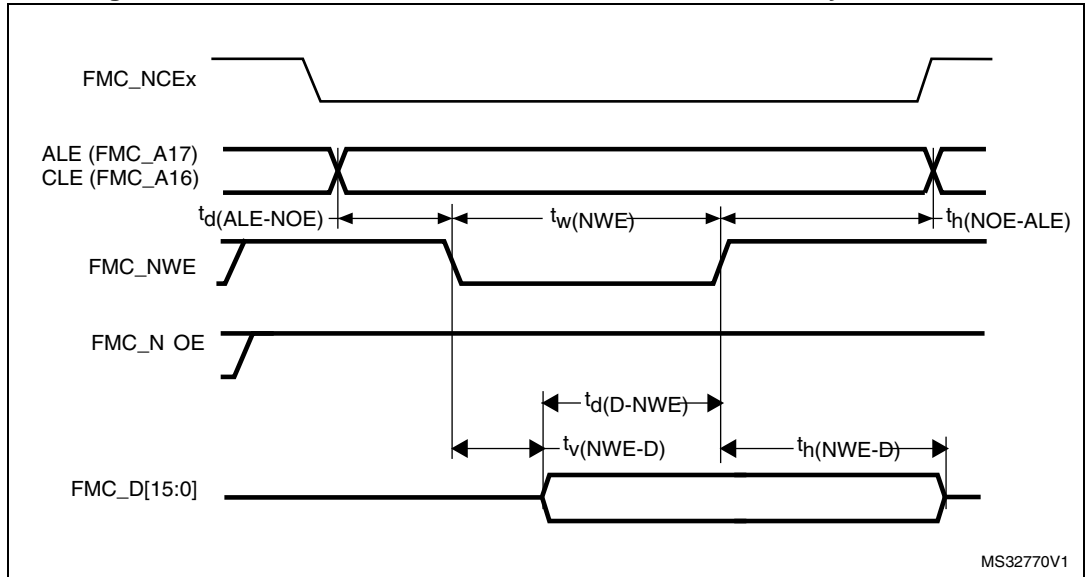 FMC_NCEx
ALE (FMC_A17)
CLE (FMC_A16)
td(ALE-NOE)
tw(NWE)
th(NOE-ALE)
FMC_NWE
FMC_N OE
td(D-NWE)
tv(NWE-D)
th(NWE-D)
FMC_D[15:0]
MS32770V1